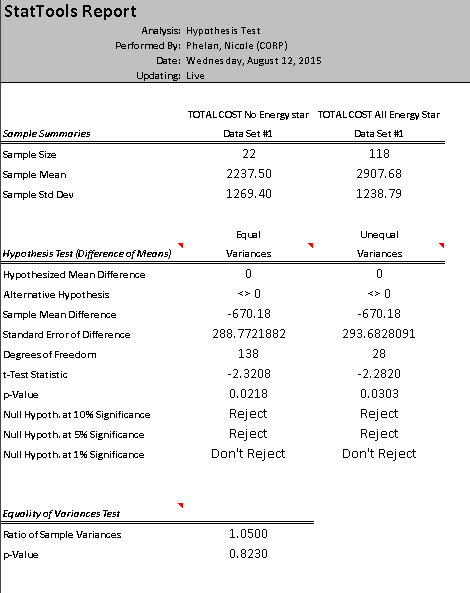 StatTools Report
Analysis: Hypothesis Test
Performed By: Phelan, Nicole (CORP)
Date: Wednesday, August 12, 2015
Updating: Live
TOTAL COST No Energy star TOTAL COST All Energy Star
Sample Summaries Data Set #1 Data Set #1
Sample Size 22 118
Sample Mean 2237.50 2907.68
Sample Std Dev 1269.40 1238.79
Equal Unequal
Hypothesis Test (Difference of Means) Variances Variances
Hypothesized Mean Difference 0 0
Alternative Hypothesis <> 0 <> 0
Sample Mean Difference -670.18 -670.18
Standard Error of Difference 288.7721882 293.6828091
Degrees of Freedom 138 28
t-Test Statistic -2.3208 -2.2820
p-Value 0.0218 0.0303
Null Hypoth. at 10% Significance Reject Reject
Null Hypoth. at 5% Significance Reject Reject
Null Hypoth. at 1% Significance Don't Reject Don't Reject
Equality of Variances Test
Ratio of Sample Variances 1.0500
p-Value 0.8230